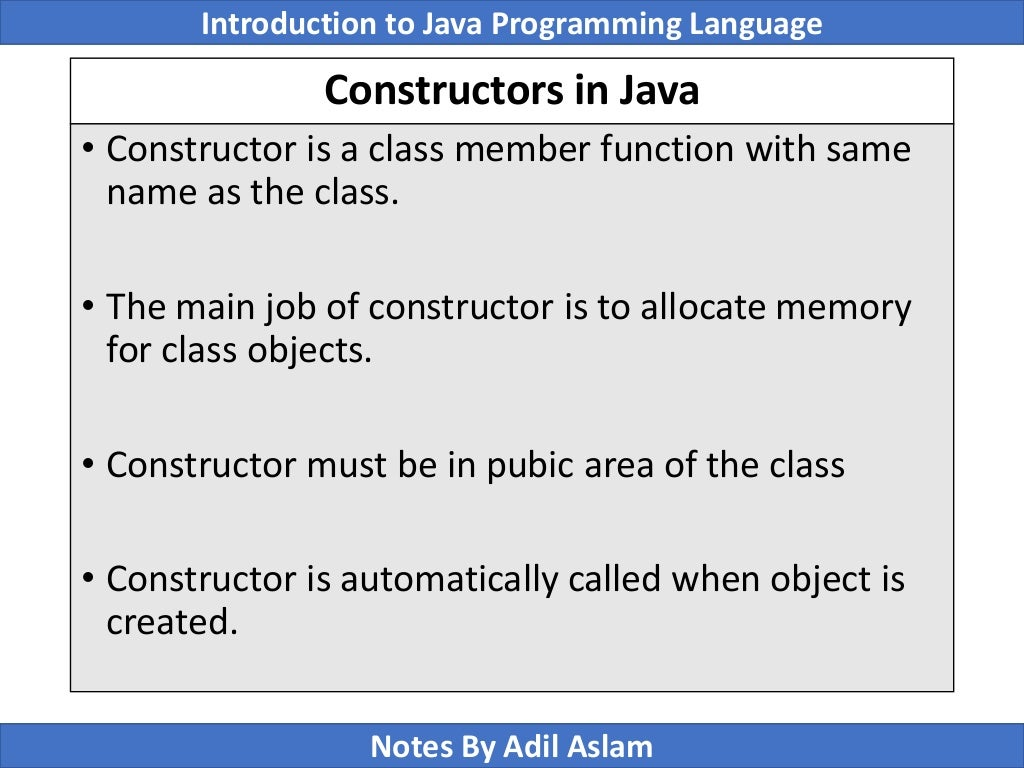 Introduction to Java Programming Language
Constructors in Java
• Constructor is a class member function with same
name as the class.
• The main job of constructor is to allocate memory
for class objects.
• Constructor must be in pubic area of the class
• Constructor is automatically called when object is
created.
Notes By Adil Aslam